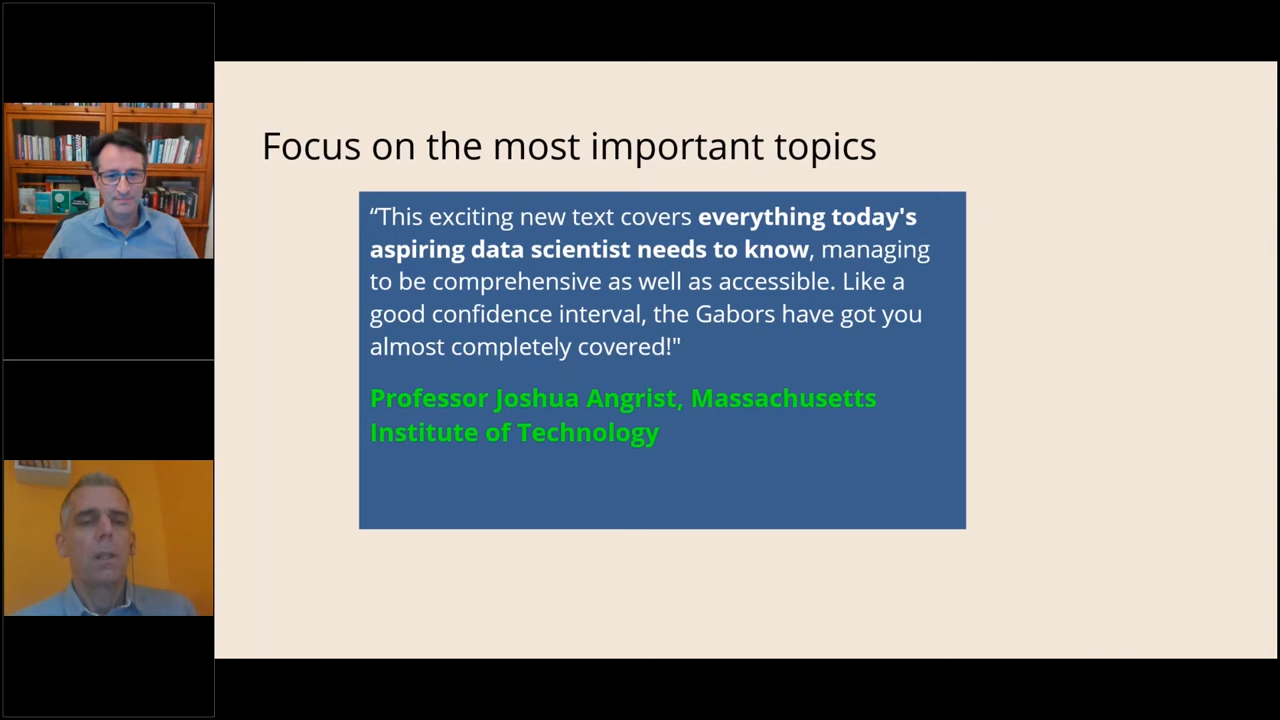 Focus on the most important topics
“This exciting new text covers everything today's
aspiring data scientist needs to know, managing
to be comprehensive as well as accessible. Like a
good confidence interval, the Gabors have got you
almost completely covered!"
Professor Joshua Angrist, Massachusetts
Institute of Technology